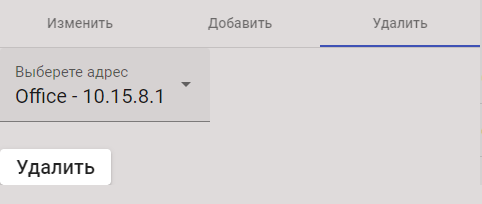 Изменить Добавить Удалить
Выберете адрес
Office - 10.15.8.1
Удалить